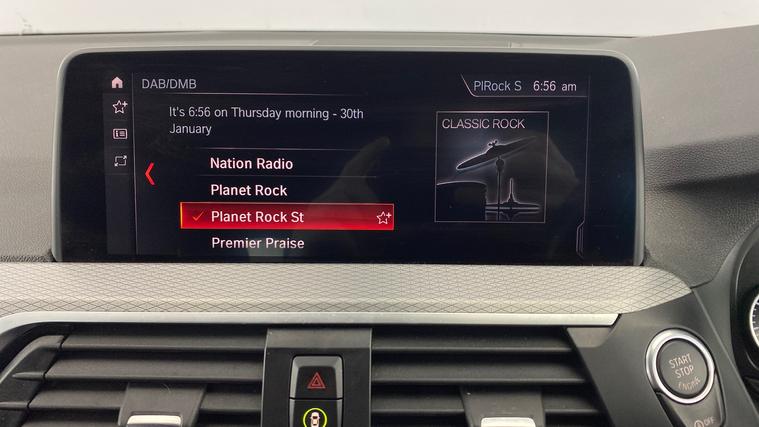 DAB/DMB
PlRock S 6:56 am
It's 6:56 on Thursday morning - 30th
January
CLASSIC ROCK
Nation Radio
Planet Rock
Planet Rock St
Premier Praise
START
STOP
ENGINE
OFF